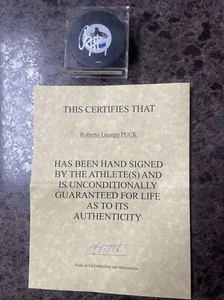 THIS CERTIFIES THAT
Roberto Luongo PUCK
HAS BEEN HAND SIGNED
BY THE ATHLETE(S) AND
IS UNCONDITIONALLY
GUARANTEED FOR LIFE
AS TO ITS
AUTHENTICITY